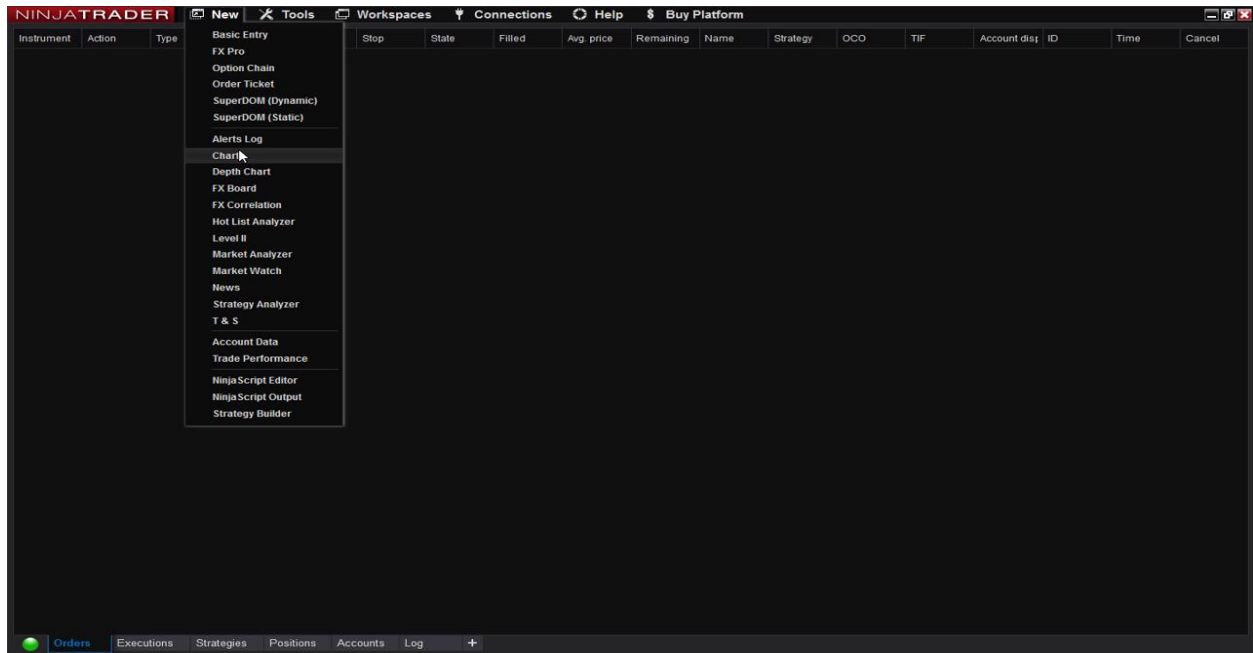 NINJATRADER New Tools Workspaces Connections Help $ Buy Platform
Instrument Action Type Stop State Filled Avg. price Remaining Name Strategy OCO TIF Account disp ID Time Cancel
Basic Entry
FX Pro
Option Chain
Order Ticket
SuperDOM (Dynamic)
SuperDOM (Static)
Alerts Log
Chart
Depth Chart
FX Board
FX Correlation
Hot List Analyzer
Level II
Market Analyzer
Market Watch
News
Strategy Analyzer
T & S
Account Data
Trade Performance
NinjaScript Editor
NinjaScript Output
Strategy Builder
Orders Executions Strategies Positions Accounts Log +